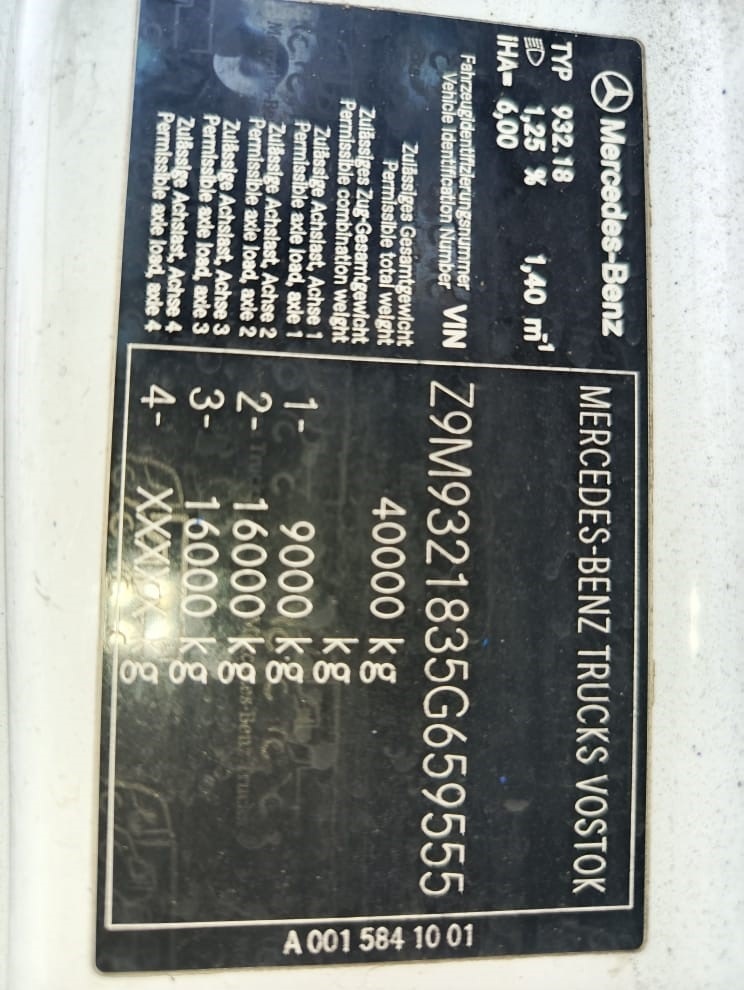 Mercedes-Benz
TYP 932.18
1,25 % 1,40 m-1
IHA= 6,00
MERCEDES-BENZ TRUCKS VOSTOK
Fahrzeugidentifizierungsnummer
Vehicle Identification Number VIN Z9M9321835G659555
Zulässiges Gesamtgewicht
Permissible total weight 40000 kg
Zulässiges Zug-Gesamtgewicht
Permissible combination weight kg
Zulässige Achslast, Achse 1
Permissible axle load, axle 1 1- 9000 kg
Zulässige Achslast, Achse 2
Permissible axle load, axle 2 2- 16000 kg
Zulässige Achslast, Achse 3
Permissible axle load, axle 3 3- 16000 kg
Zulässige Achslast, Achse 4
Permissible axle load, axle 4 4- XXXXX kg
A 001 584 10 01